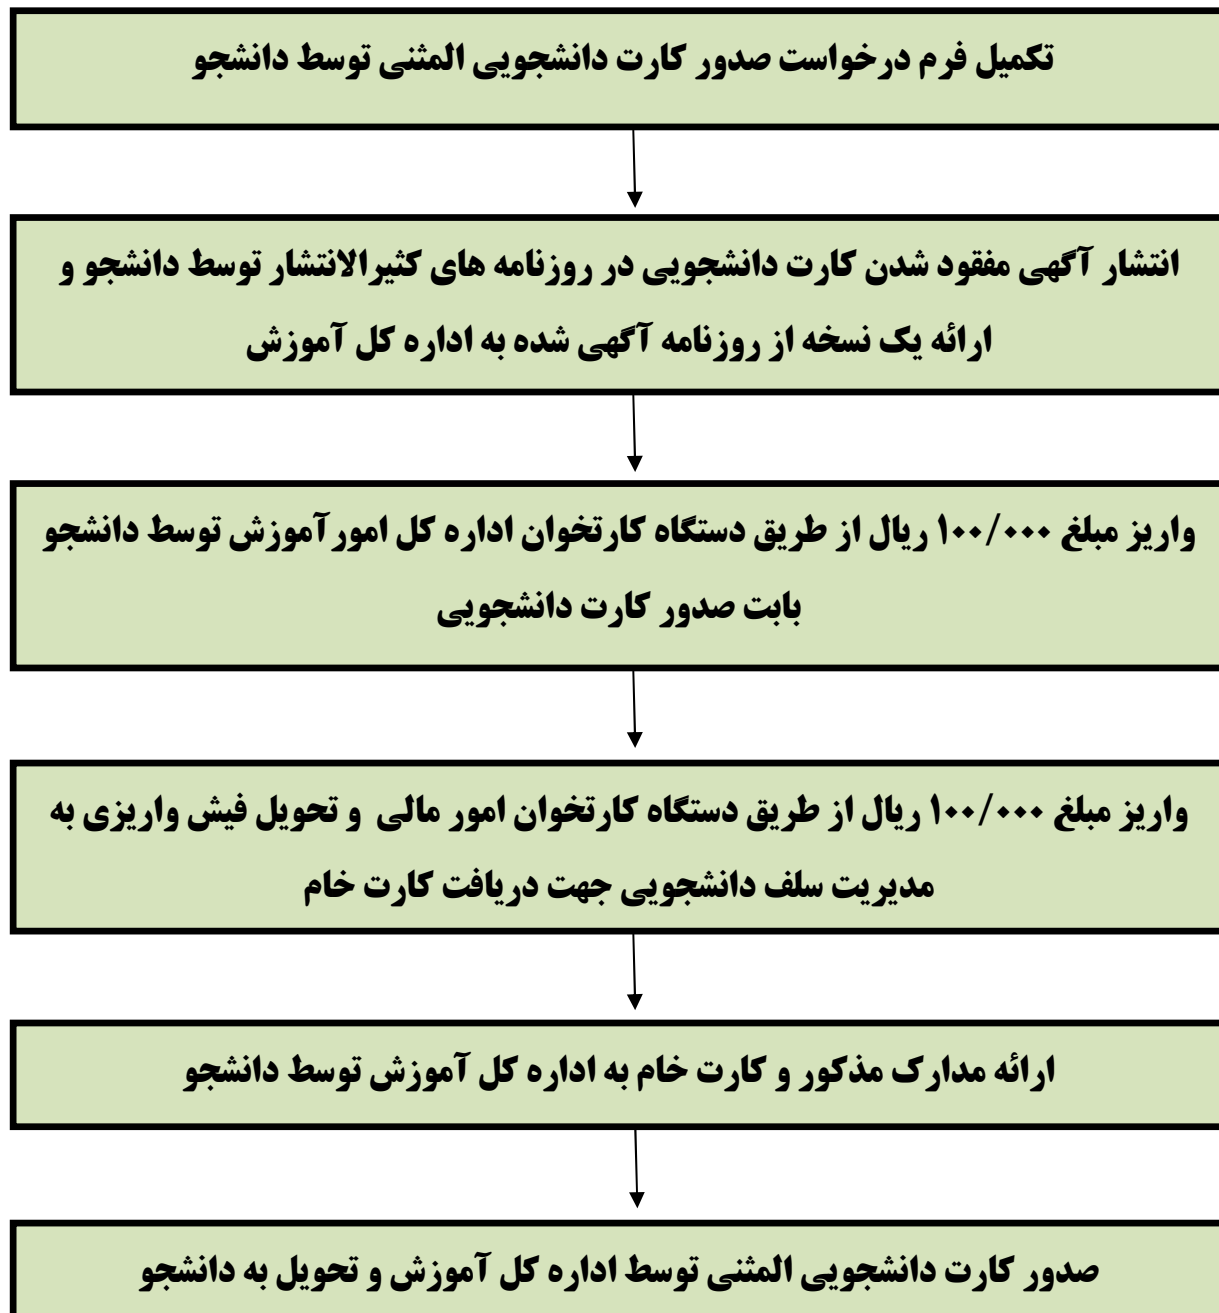 تکمیل فرم درخواست صدور کارت دانشجویی المثنی توسط دانشجو
انتشار آگهی مفقود شدن کارت دانشجویی در روزنامه های کثیرالانتشار توسط دانشجو و
ارائه یک نسخه از روزنامه آگهی شده به اداره کل آموزش
واریز مبلغ ۱۰۰/۰۰۰ ریال از طریق دستگاه کارتخوان اداره کل امورآموزش توسط دانشجو
بابت صدور کارت دانشجویی
واریز مبلغ ۱۰۰/۰۰۰ ریال از طریق دستگاه کارتخوان امور مالی و تحویل فیش واریزی به
مدیریت سلف دانشجویی جهت دریافت کارت خام
ارائه مدارک مذکور و کارت خام به اداره کل آموزش توسط دانشجو
صدور کارت دانشجویی المثنی توسط اداره کل آموزش و تحویل به دانشجو